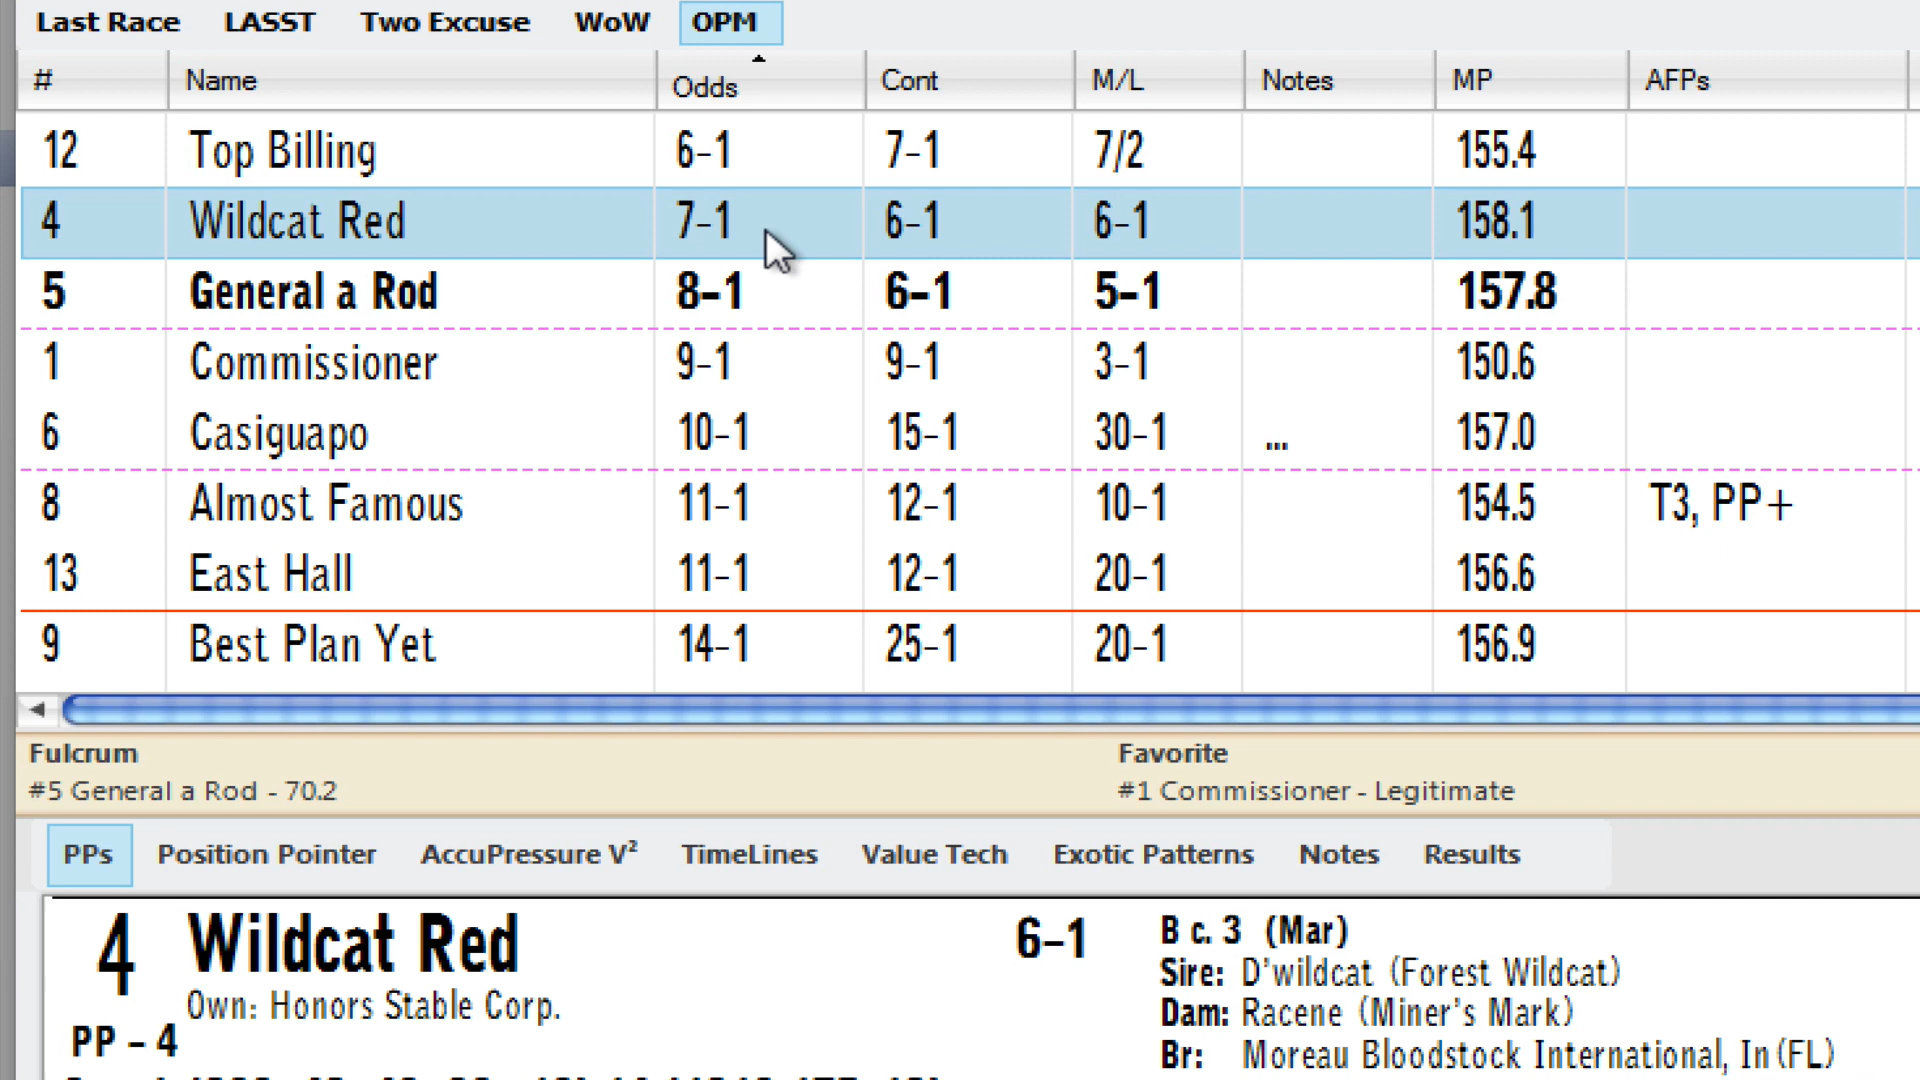 Last Race LASST Two Excuse WoW OPM
# Name Odds Cont M/L Notes MP AFPs
12 Top Billing 6-1 7-1 7/2 155.4
4 Wildcat Red 7-1 6-1 6-1 158.1
5 General a Rod 8-1 6-1 5-1 157.8
1 Commissioner 9-1 9-1 3-1 150.6
6 Casiguapo 10-1 15-1 30-1 ... 157.0
8 Almost Famous 11-1 12-1 10-1 154.5 T3, PP+
13 East Hall 11-1 12-1 20-1 156.6
9 Best Plan Yet 14-1 25-1 20-1 156.9
Fulcrum Favorite
#5 General a Rod - 70.2 #1 Commissioner - Legitimate
PPs Position Pointer AccuPressure V² TimeLines Value Tech Exotic Patterns Notes Results
4 Wildcat Red 6-1 B c. 3 (Mar)
Own: Honors Stable Corp. Sire: D'wildcat (Forest Wildcat)
PP - 4 Dam: Racene (Miner's Mark)
Br: Moreau Bloodstock International, In (FL)